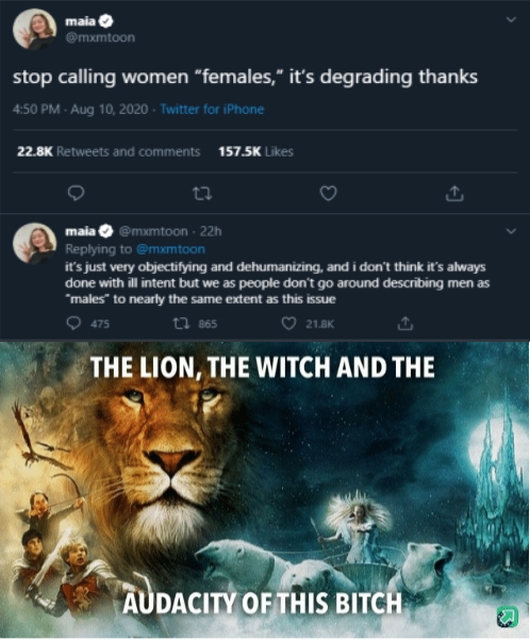 maia
@mxmtoon
stop calling women "females," it's degrading thanks
4:50 PM · Aug 10, 2020 · Twitter for iPhone
22.8K Retweets and comments 157.5K Likes
maia @mxmtoon · 22h
Replying to @mxmtoon
it's just very objectifying and dehumanizing, and i don't think it's always
done with ill intent but we as people don't go around describing men as
"males" to nearly the same extent as this issue
475 865 21.8K
THE LION, THE WITCH AND THE
AUDACITY OF THIS BITCH